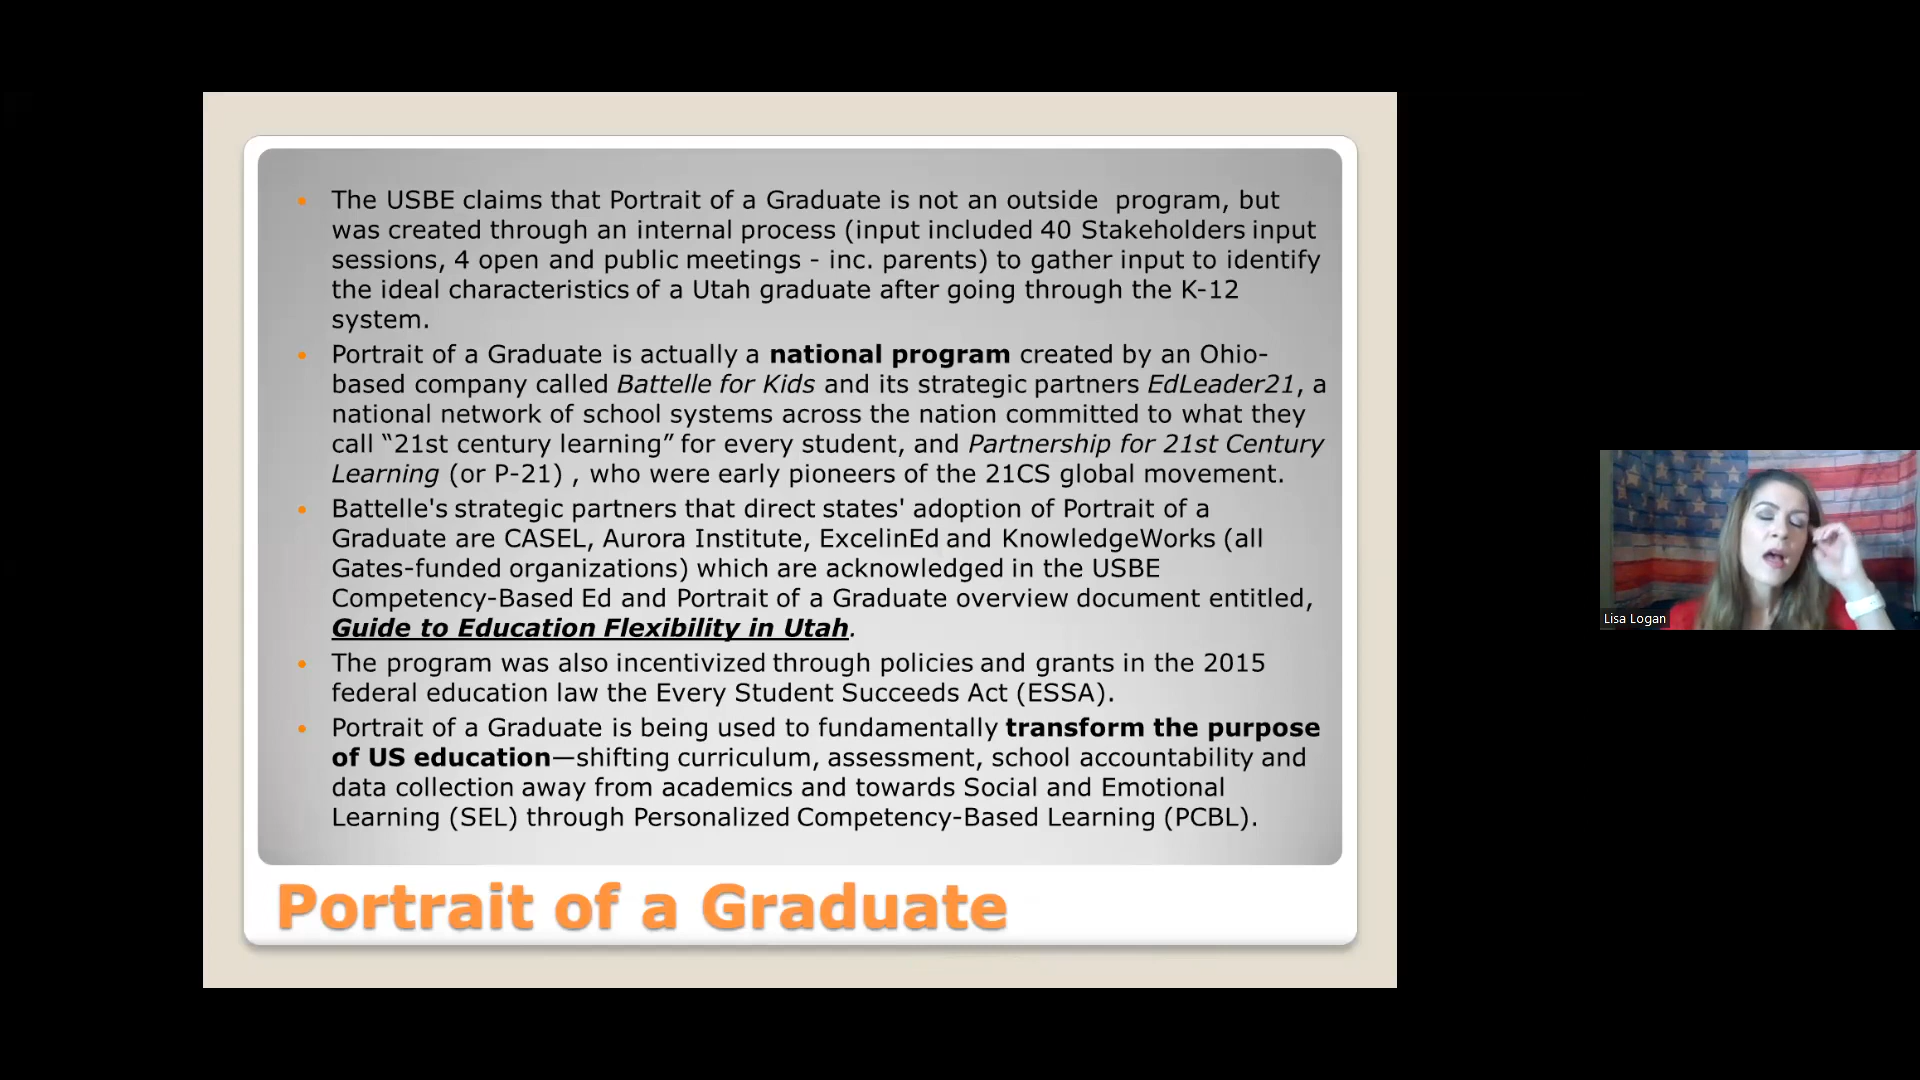 The USBE claims that Portrait of a Graduate is not an outside  program, but
was created through an internal process (input included 40 Stakeholders input
sessions, 4 open and public meetings - inc. parents) to gather input to identify
the ideal characteristics of a Utah graduate after going through the K-12
system.
Portrait of a Graduate is actually a national program created by an Ohio-
based company called Battelle for Kids and its strategic partners EdLeader21, a
national network of school systems across the nation committed to what they
call “21st century learning” for every student, and Partnership for 21st Century
Learning (or P-21) , who were early pioneers of the 21CS global movement.
Battelle's strategic partners that direct states' adoption of Portrait of a
Graduate are CASEL, Aurora Institute, ExcelinEd and KnowledgeWorks (all
Gates-funded organizations) which are acknowledged in the USBE
Competency-Based Ed and Portrait of a Graduate overview document entitled,
Guide to Education Flexibility in Utah.
The program was also incentivized through policies and grants in the 2015
federal education law the Every Student Succeeds Act (ESSA).
Portrait of a Graduate is being used to fundamentally transform the purpose
of US education—shifting curriculum, assessment, school accountability and
data collection away from academics and towards Social and Emotional
Learning (SEL) through Personalized Competency-Based Learning (PCBL).
Portrait of a Graduate
Lisa Logan